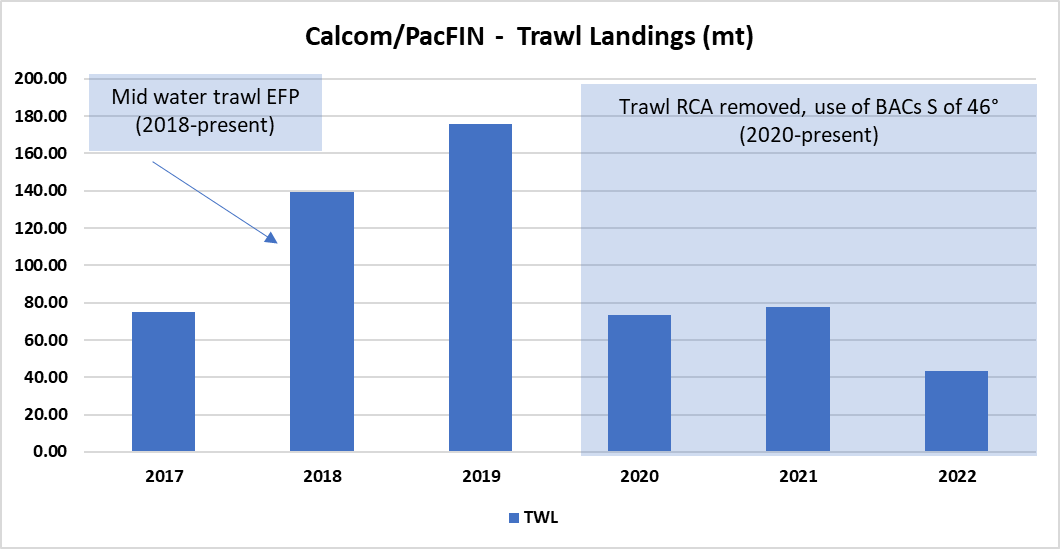 Calcom/PacFIN - Trawl Landings (mt)
200.00
180.00
160.00
140.00
120.00
100.00
80.00
60.00
40.00
20.00
0.00
Mid water trawl EFP
(2018-present)
Trawl RCA removed, use of BACs S of 46°
(2020-present)
2017 2018 2019 2020 2021 2022
TWL